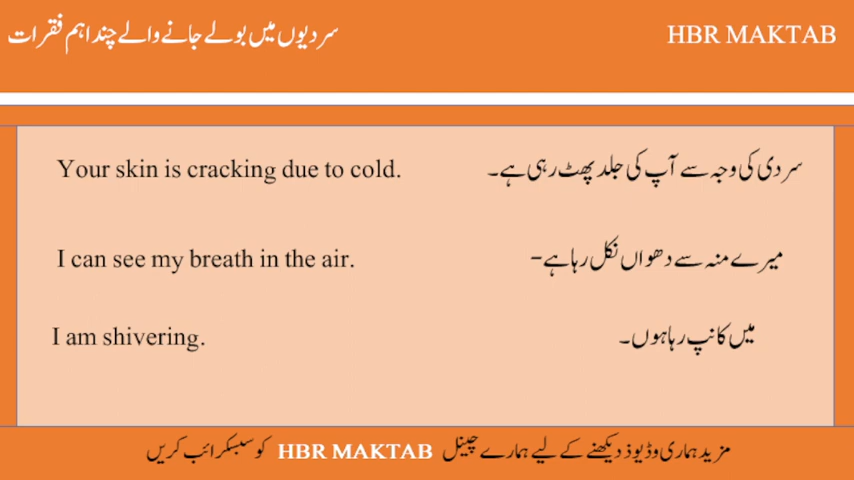 سردیوں میں بولے جانے والے چند اہم فقرات HBR MAKTAB
Your skin is cracking due to cold. سردی کی وجہ سے آپ کی جلد پھٹ رہی ہے۔
I can see my breath in the air. میرے منہ سے دھواں نکل رہا ہے-
I am shivering. میں کانپ رہا ہوں۔
مزید ہماری وڈیوذ دیکھنے کے لیے ہمارے چینل HBR MAKTAB کو سبسکرائب کریں